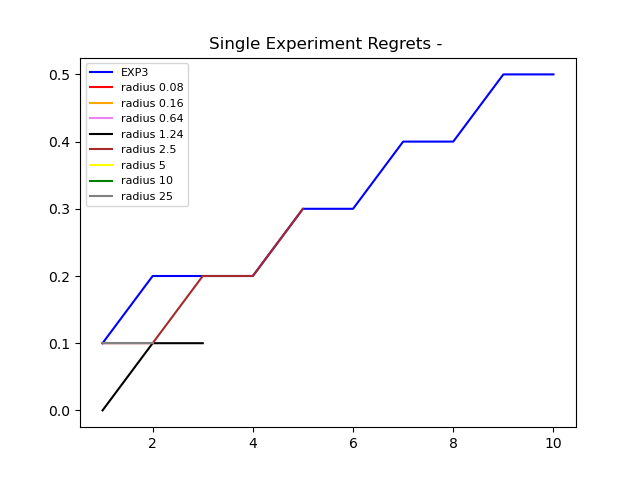 Single Experiment Regrets -
EXP3
radius 0.08
radius 0.16
radius 0.64
radius 1.24
radius 2.5
radius 5
radius 10
radius 25
0.5
0.4
0.3
0.2
0.1
0.0
2 4 6 8 10